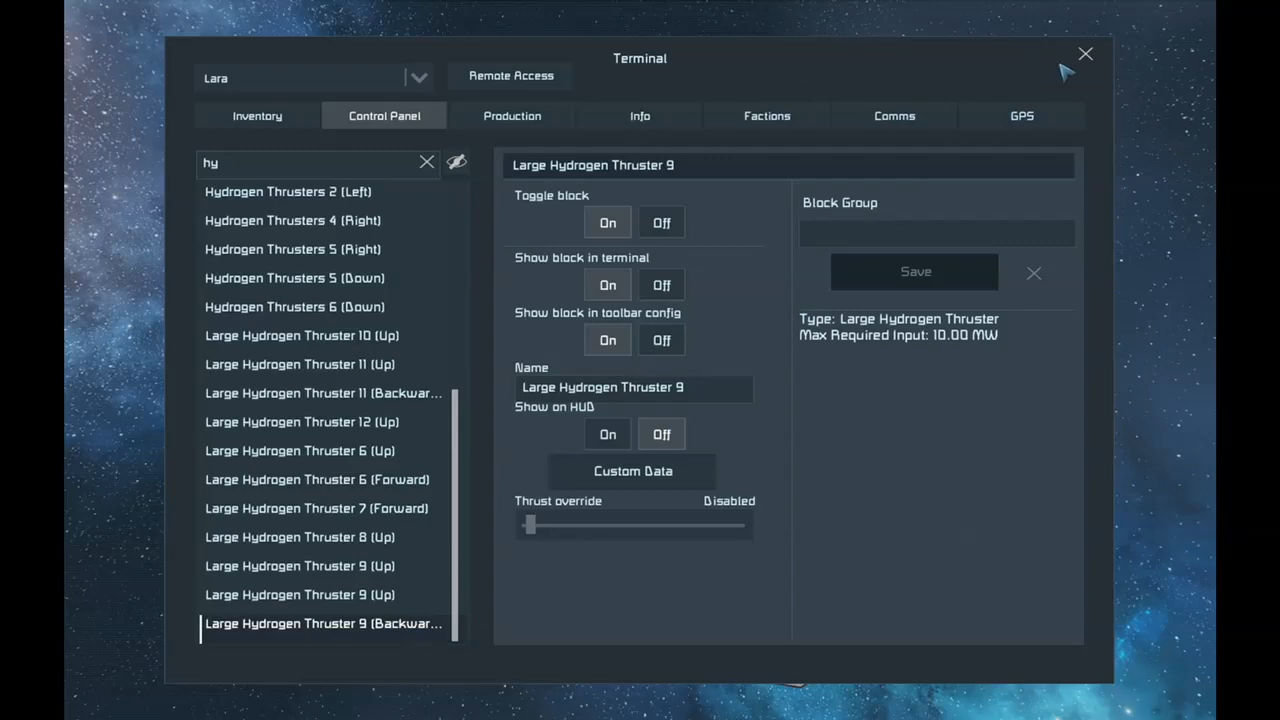 Terminal
Lara
Remote Access
Inventory
Control Panel
Production
Info
Factions
Comms
GPS
hy
Hydrogen Thrusters 2 (Left)
Hydrogen Thrusters 4 (Right)
Hydrogen Thrusters 5 (Right)
Hydrogen Thrusters 5 (Down)
Hydrogen Thrusters 6 (Down)
Large Hydrogen Thruster 10 (Up)
Large Hydrogen Thruster 11 (Up)
Large Hydrogen Thruster 11 (Backwar...
Large Hydrogen Thruster 12 (Up)
Large Hydrogen Thruster 6 (Up)
Large Hydrogen Thruster 6 (Forward)
Large Hydrogen Thruster 7 (Forward)
Large Hydrogen Thruster 8 (Up)
Large Hydrogen Thruster 9 (Up)
Large Hydrogen Thruster 9 (Up)
Large Hydrogen Thruster 9 (Backwar...
Large Hydrogen Thruster 9
Toggle block
On Off
Show block in terminal
On Off
Show block in toolbar config
On Off
Name
Large Hydrogen Thruster 9
Show on HUD
On Off
Custom Data
Thrust override Disabled
Block Group
Save
Type: Large Hydrogen Thruster
Max Required Input: 10.00 MW